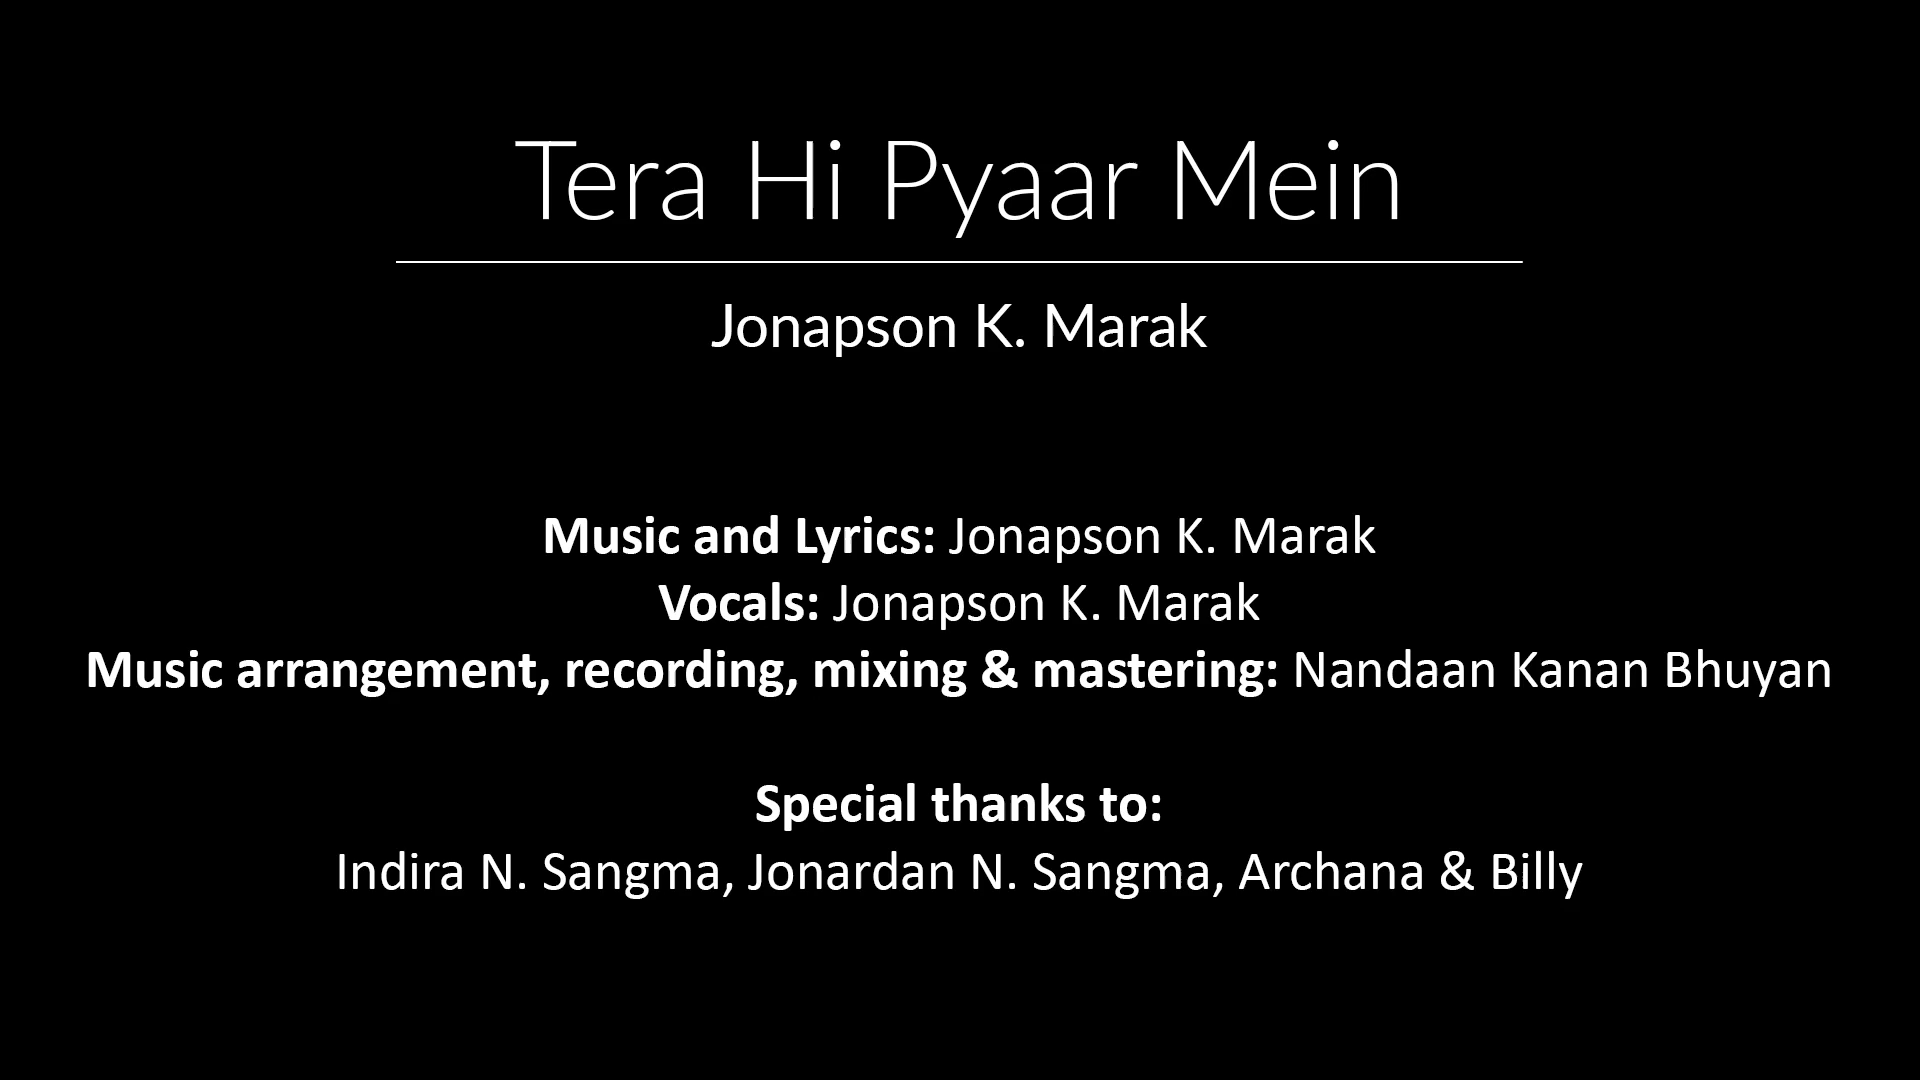 Tera Hi Pyaar Mein
Jonapson K. Marak
Music and Lyrics: Jonapson K. Marak
Vocals: Jonapson K. Marak
Music arrangement, recording, mixing & mastering: Nandaan Kanan Bhuyan
Special thanks to:
Indira N. Sangma, Jonardan N. Sangma, Archana & Billy